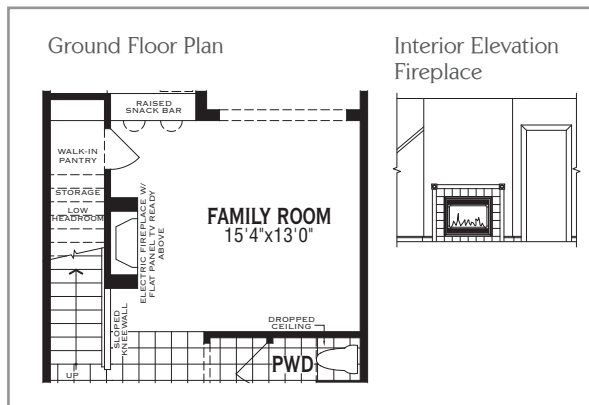 Ground Floor Plan
Interior Elevation
Fireplace
RAISED
SNACK BAR
WALK-IN
PANTRY
STORAGE
LOW
HEADROOM
ELECTRIC FIREPLACE W/
FLAT PANEL TV READY
ABOVE
FAMILY ROOM
15'4"x13'0"
SLOPED
KNEEWALL
DROPPED
CEILING
PWD
UP